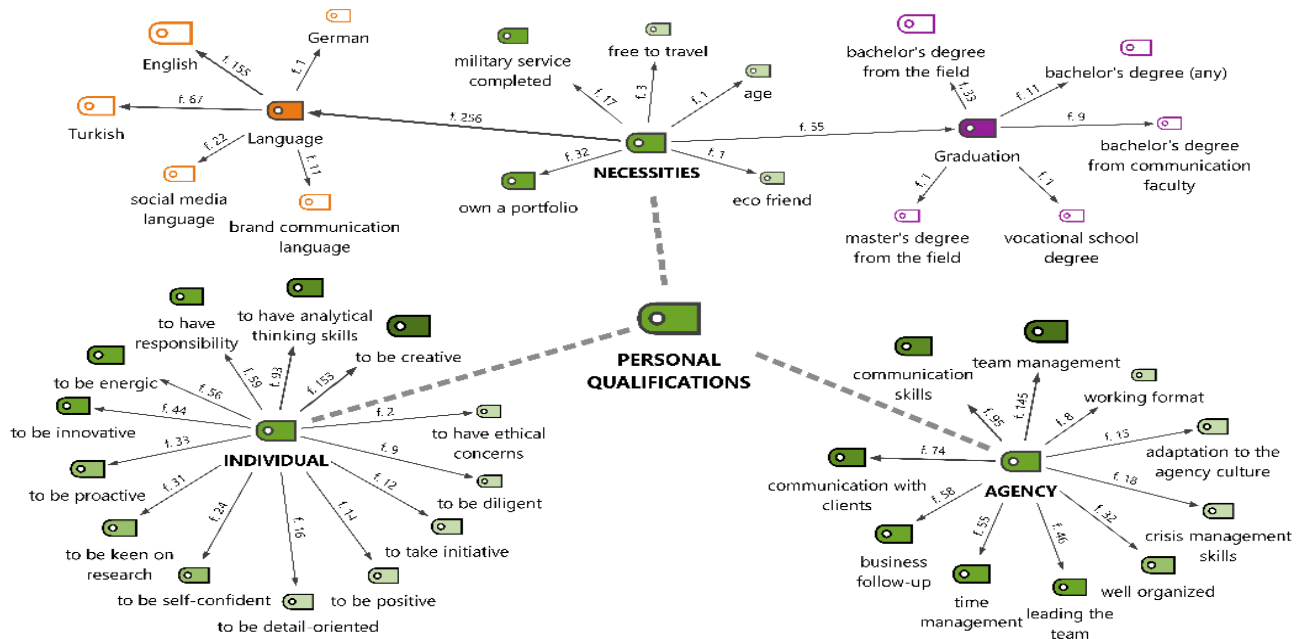 German
English
f. 1
f. 155
f. 67
Turkish
Language
f. 22
f. 11
social media
language
brand communication
language
f. 256
military service
completed
free to travel
age
f. 17
f. 3
f. 1
NECESSITIES
f. 32
f. 1
own a portfolio
eco friend
f. 55
bachelor's degree
from the field
bachelor's degree (any)
f. 33
f. 11
f. 9
Graduation
bachelor's degree
from communication
faculty
f. 1
f. 1
master's degree
from the field
vocational school
degree
PERSONAL
QUALIFICATIONS
to have
responsibility
to have analytical
thinking skills
to be creative
to be energic
f. 59
f. 93
f. 153
f. 56
to be innovative
f. 44
f. 2
to have ethical
concerns
f. 33
INDIVIDUAL
f. 9
to be proactive
f. 31
f. 24
f. 16
f. 14
f. 12
to be diligent
to be keen on
research
to take initiative
to be self-confident
to be positive
to be detail-oriented
team management
communication
skills
working format
f. 95
f. 145
f. 8
f. 15
adaptation to the
agency culture
f. 74
communication with
clients
AGENCY
f. 18
f. 58
f. 55
f. 46
f. 32
crisis management
skills
business
follow-up
time
management
leading the
team
well organized